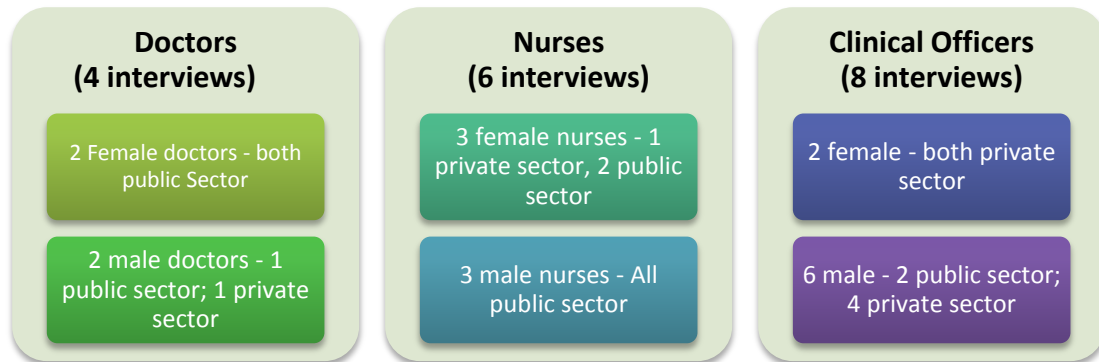 Doctors
(4 interviews)
2 Female doctors - both
public Sector
2 male doctors - 1
public sector; 1 private
sector
Nurses
(6 interviews)
3 female nurses - 1
private sector, 2 public
sector
3 male nurses - All
public sector
Clinical Officers
(8 interviews)
2 female - both private
sector
6 male - 2 public sector;
4 private sector